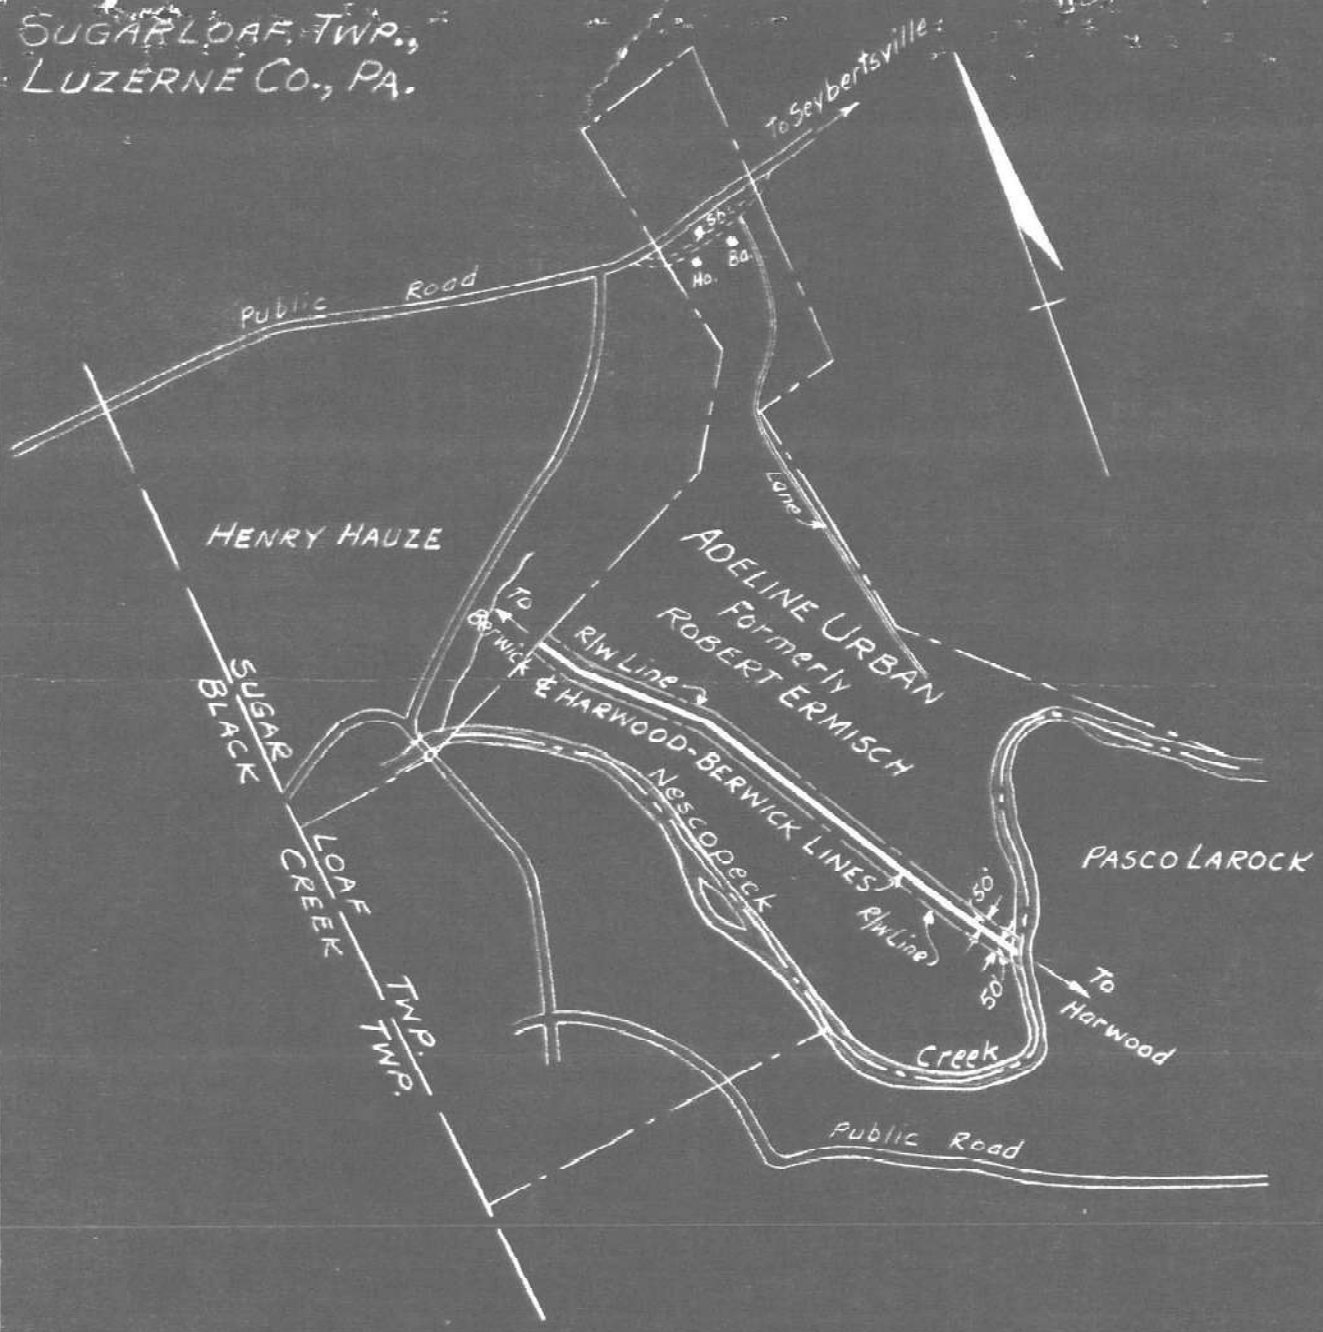 SUGARLOAF TWP.,
LUZERNE CO., PA.
To Seybertsville
Sh.
Ba.
Ho.
Public Road
Lane
HENRY HAUZE
ADELINE URBAN
Formerly
ROBERT ERMISCH
To
Berwick
R/W Line
℄ HARWOOD-BERWICK LINES
SUGAR LOAF TWP.
BLACK CREEK TWP.
Nescopeck Creek
PASCO LAROCK
50'
R/W Line
50'
To
Harwood
Public Road